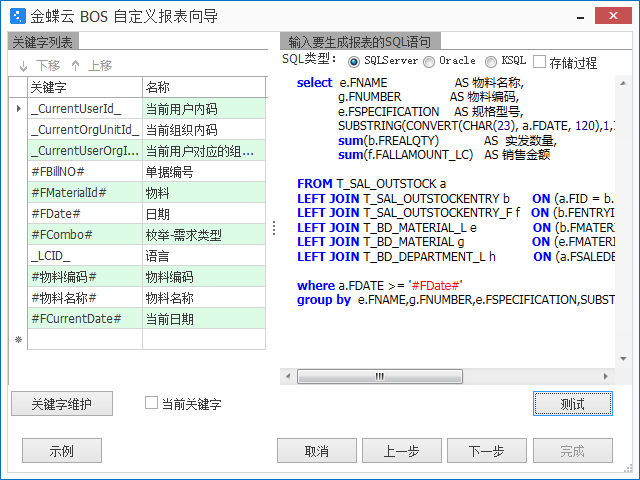 金蝶云 BOS 自定义报表向导
关键字列表
下移 上移
关键字 名称
_CurrentUserId_ 当前用户内码
_CurrentOrgUnitId_ 当前组织内码
_CurrentUserOrgI... 当前用户对应的组...
#FBillNO# 单据编号
#FMaterialId# 物料
#FDate# 日期
#FCombo# 枚举-需求类型
_LCID_ 语言
#物料编码# 物料编码
#物料名称# 物料名称
#FCurrentDate# 当前日期
关键字维护
当前关键字
输入要生成报表的SQL语句
SQL类型: SQLServer Oracle KSQL 存储过程
select e.FNAME AS 物料名称,
g.FNUMBER AS 物料编码,
e.FSPECIFICATION AS 规格型号,
SUBSTRING(CONVERT(CHAR(23), a.FDATE, 120),1,
sum(b.FREALQTY) AS 实发数量,
sum(f.FALLAMOUNT_LC) AS 销售金额
FROM T_SAL_OUTSTOCK a
LEFT JOIN T_SAL_OUTSTOCKENTRY b ON (a.FID = b.
LEFT JOIN T_SAL_OUTSTOCKENTRY_F f ON (b.FENTRYI
LEFT JOIN T_BD_MATERIAL_L e ON (b.FMATER
LEFT JOIN T_BD_MATERIAL g ON (e.FMATER
LEFT JOIN T_BD_DEPARTMENT_L h ON (a.FSALEDE
where a.FDATE >= '#FDate#'
group by e.FNAME,g.FNUMBER,e.FSPECIFICATION,SUBST
测试
示例 取消 上一步 下一步 完成